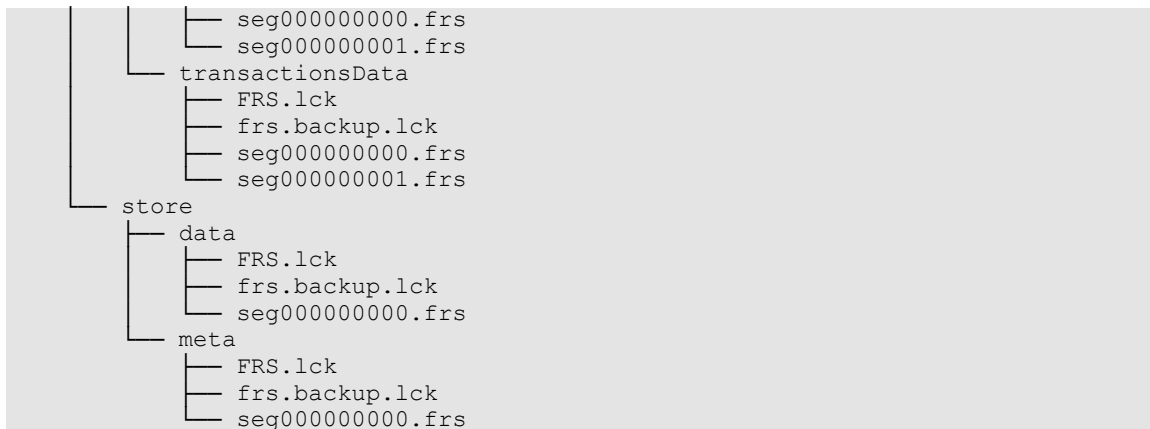 │   │   ├── seg000000000.frs
│   │   └── seg000000001.frs
│   └── transactionsData
│       ├── FRS.lck
│       ├── frs.backup.lck
│       ├── seg000000000.frs
│       └── seg000000001.frs
└── store
    ├── data
    │   ├── FRS.lck
    │   ├── frs.backup.lck
    │   └── seg000000000.frs
    └── meta
        ├── FRS.lck
        ├── frs.backup.lck
        └── seg000000000.frs